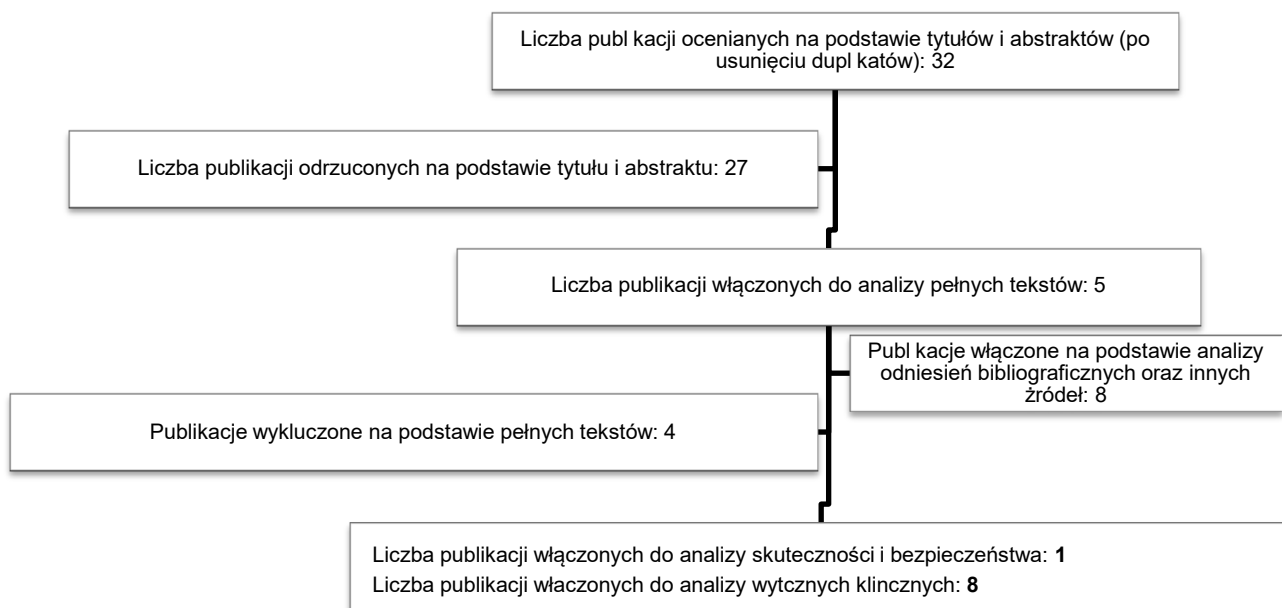 Liczba publ kacji ocenianych na podstawie tytułów i abstraktów (po
usunięciu dupl katów): 32
Liczba publikacji odrzuconych na podstawie tytułu i abstraktu: 27
Liczba publikacji włączonych do analizy pełnych tekstów: 5
Publ kacje włączone na podstawie analizy
odniesień bibliograficznych oraz innych
żródeł: 8
Publikacje wykluczone na podstawie pełnych tekstów: 4
Liczba publikacji włączonych do analizy skuteczności i bezpieczeństwa: 1
Liczba publikacji właczonych do analizy wytcznych klincznych: 8